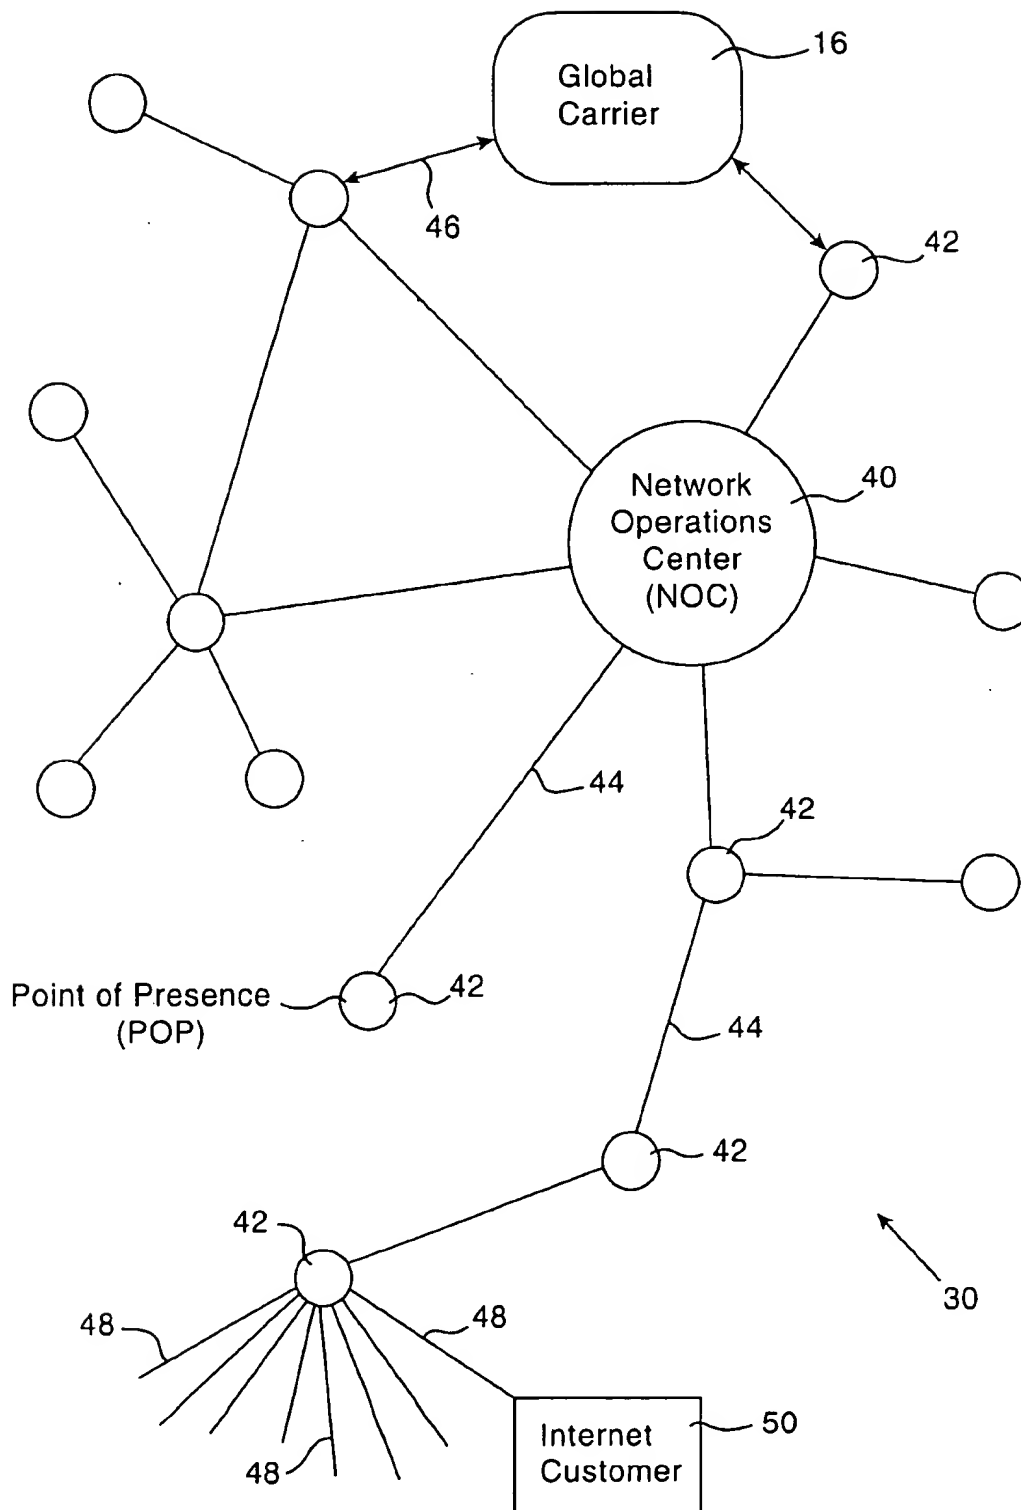 16
Global
Carrier
46
42
40
Network
Operations
Center
(NOC)
44
42
Point of Presence
(POP)
42
44
42
42
30
48
48
48
50
Internet
Customer